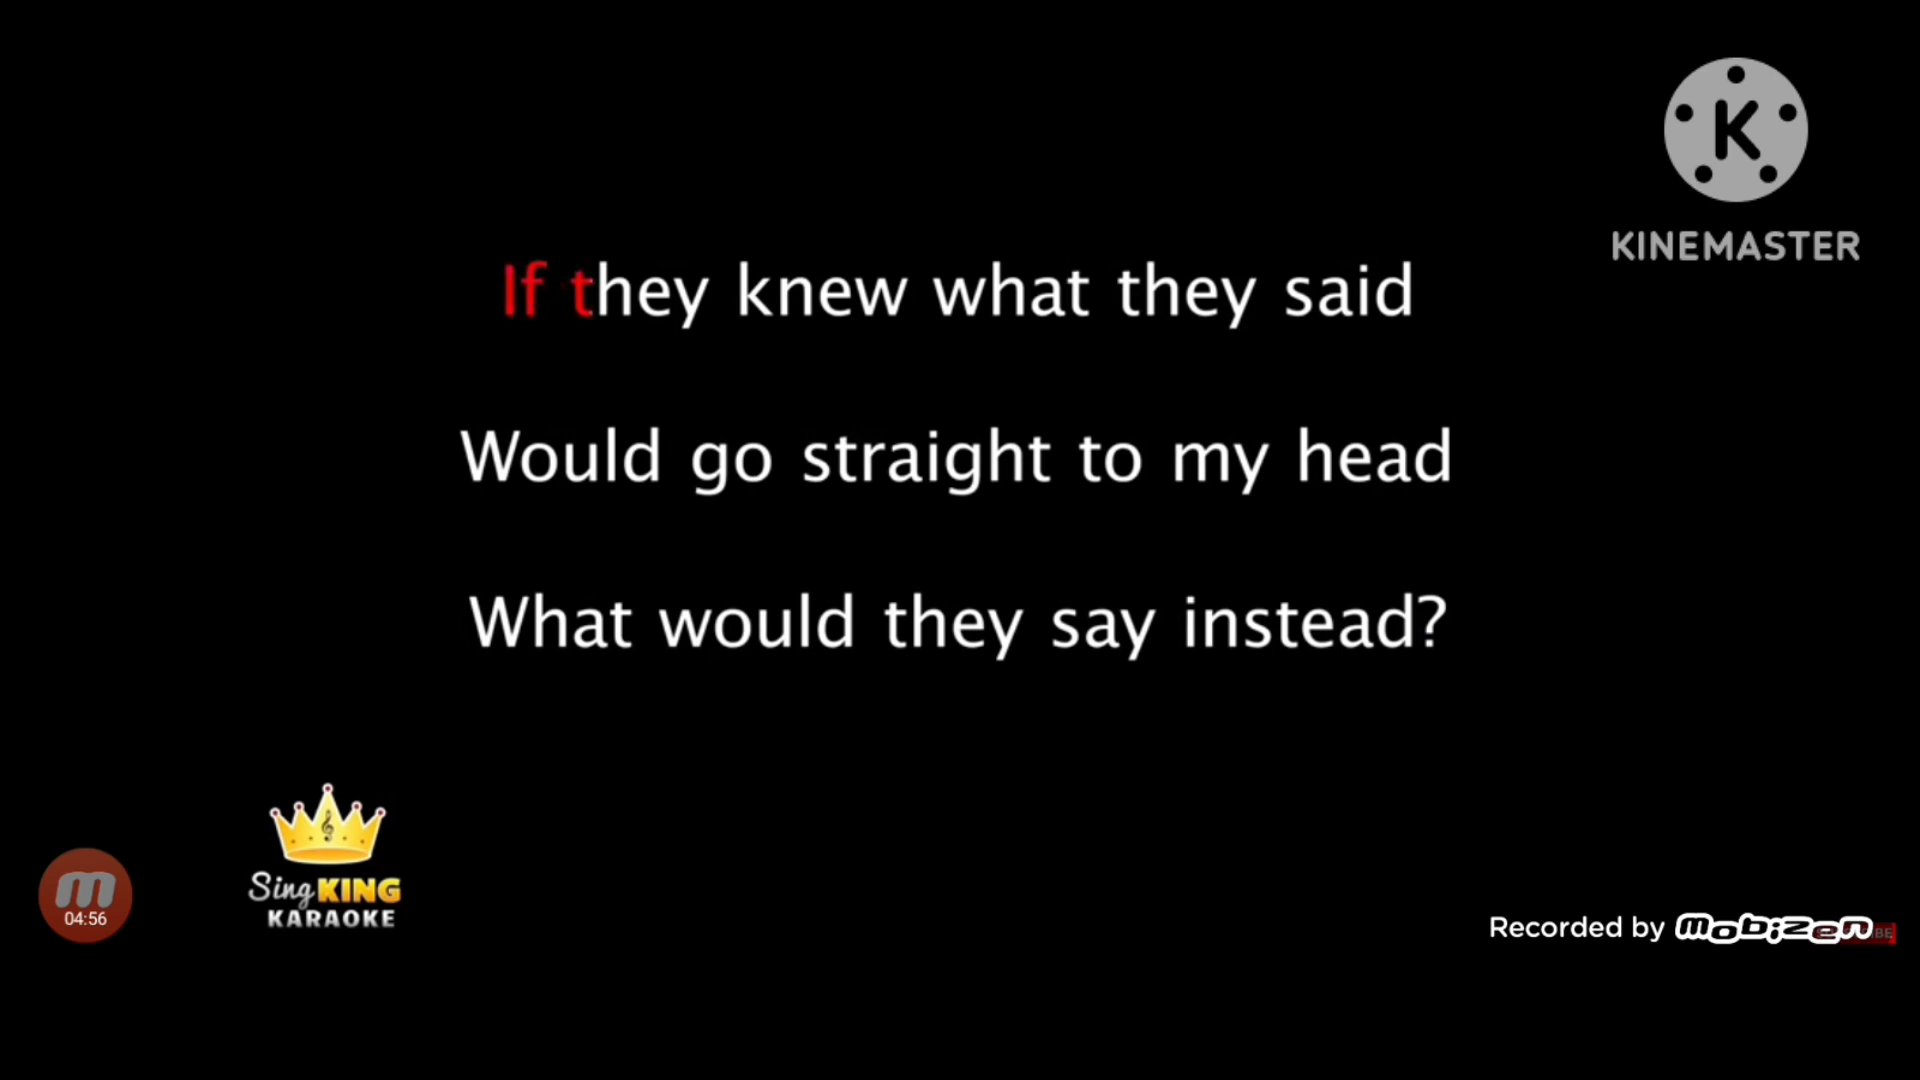 K
KINEMASTER
If they knew what they said
Would go straight to my head
What would they say instead?
Sing KING
KARAOKE
m
04:56
Recorded by mobizen